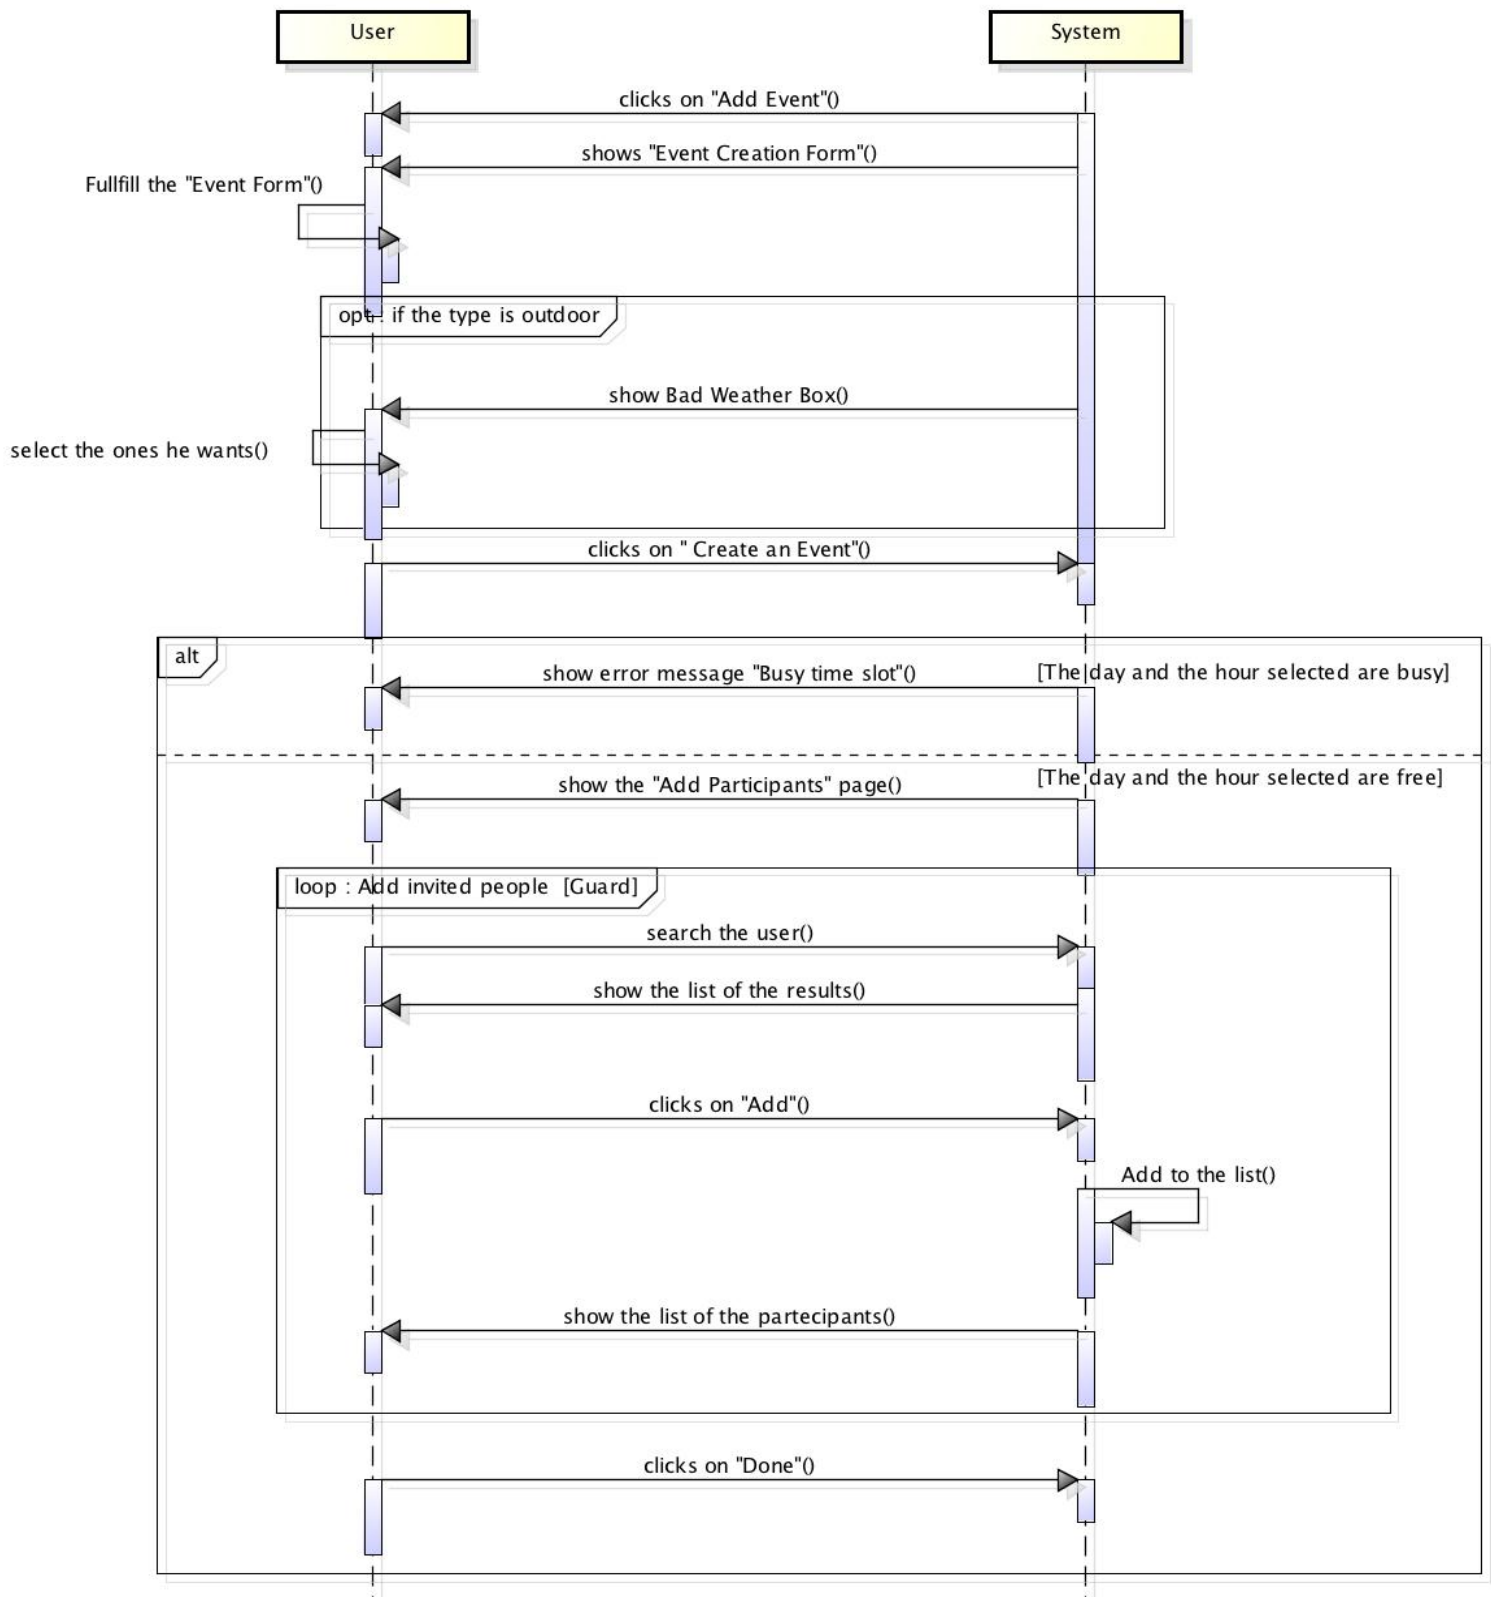 User
System
clicks on "Add Event"()
shows "Event Creation Form"()
Fullfill the "Event Form"()
opt : if the type is outdoor
show Bad Weather Box()
select the ones he wants()
clicks on " Create an Event"()
alt
show error message "Busy time slot"()
[The day and the hour selected are busy]
[The day and the hour selected are free]
show the "Add Participants" page()
loop : Add invited people [Guard]
search the user()
show the list of the results()
clicks on "Add"()
Add to the list()
show the list of the partecipants()
clicks on "Done"()